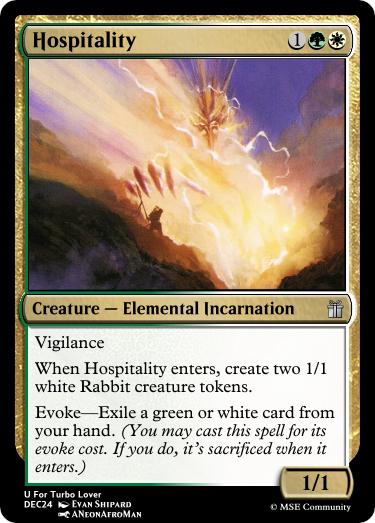 Hospitality 1
Creature — Elemental Incarnation
Vigilance
When Hospitality enters, create two 1/1
white Rabbit creature tokens.
Evoke—Exile a green or white card from
your hand. (You may cast this spell for its
evoke cost. If you do, it's sacrificed when it
enters.)
1/1
U For Turbo Lover
DEC24 Evan Shipard
ANeonAfroMan
© MSE Community